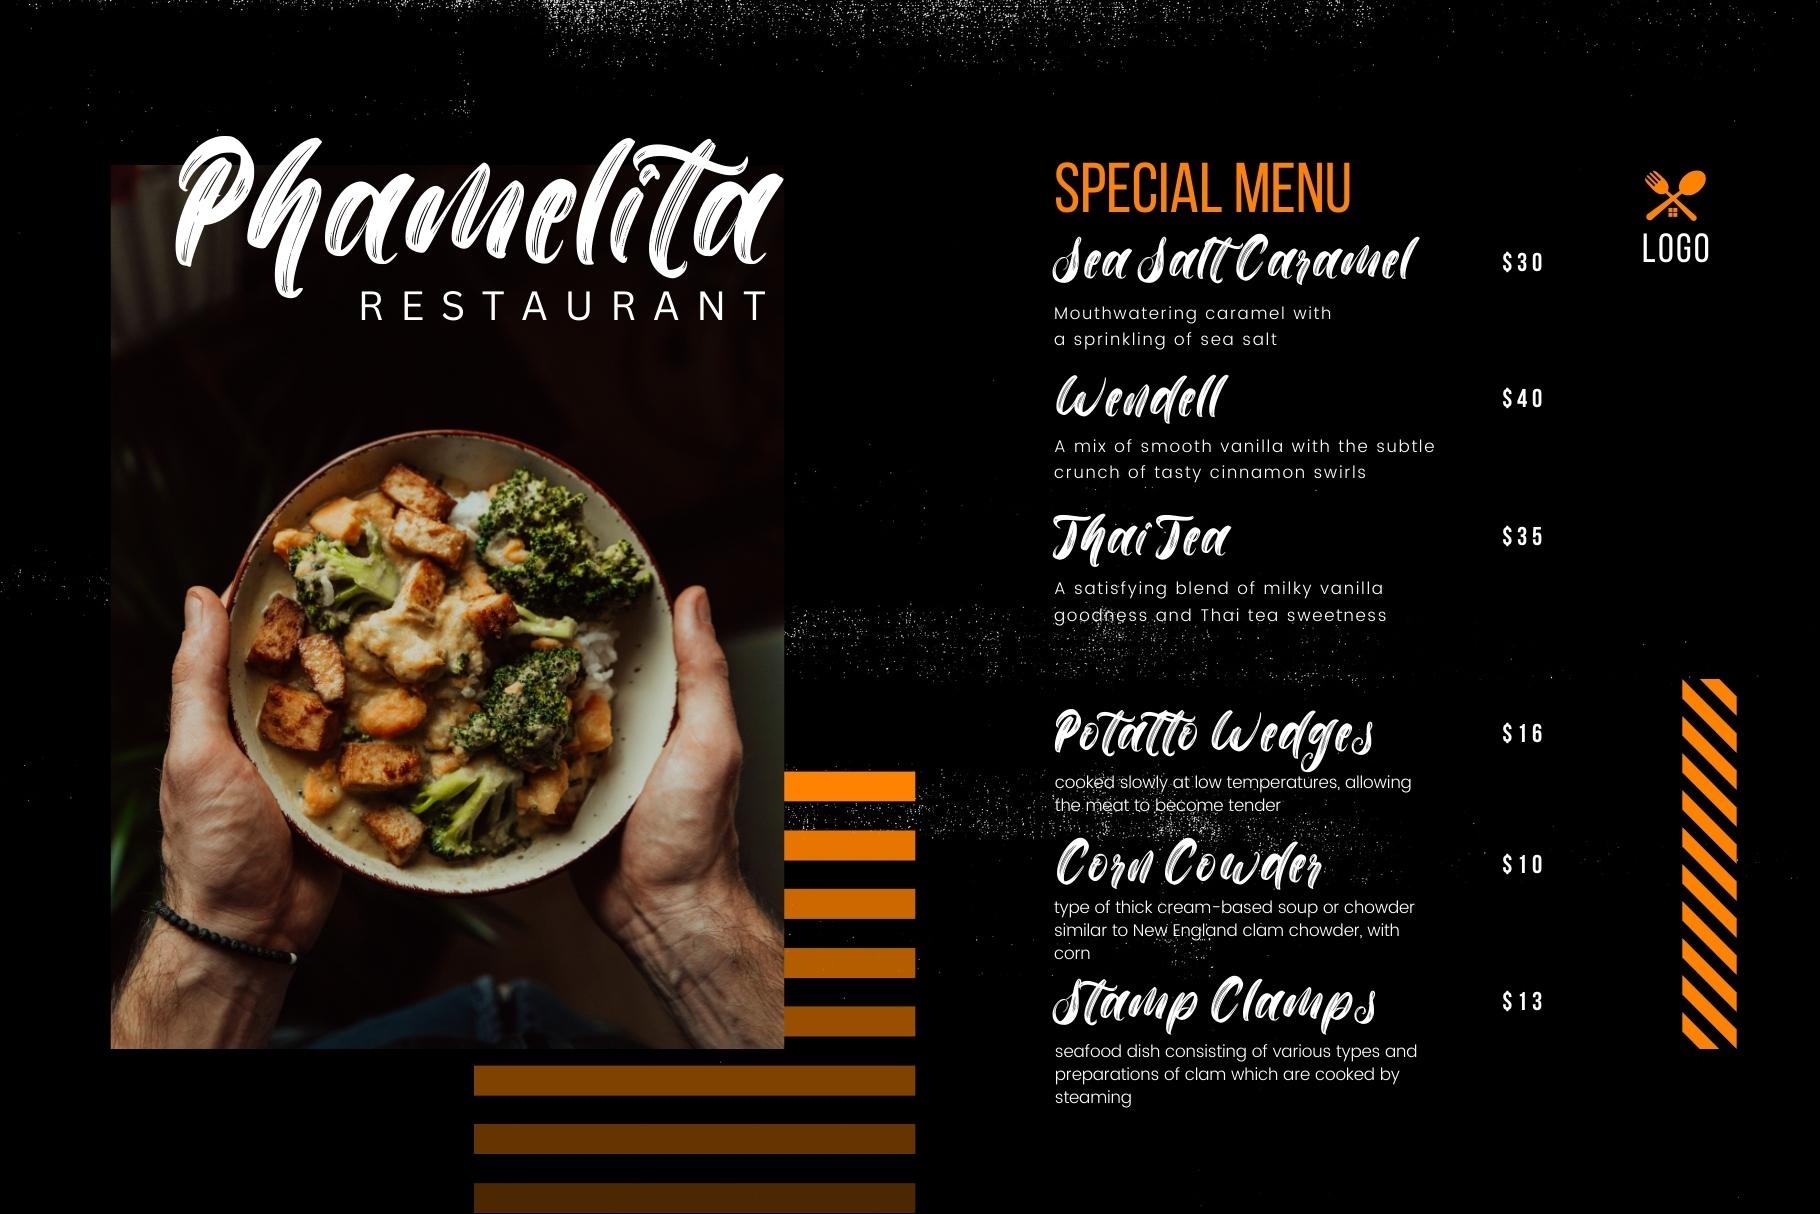 Phamelita
RESTAURANT
SPECIAL MENU
Sea Salt Caramel $30
Mouthwatering caramel with
a sprinkling of sea salt
Wendell $40
A mix of smooth vanilla with the subtle
crunch of tasty cinnamon swirls
Thai Tea $35
A satisfying blend of milky vanilla
goodness and Thai tea sweetness
Potatto Wedges $16
cooked slowly at low temperatures, allowing
the meat to become tender
Corn Cowder $10
type of thick cream-based soup or chowder
similar to New England clam chowder, with
corn
Stamp Clamps $13
seafood dish consisting of various types and
preparations of clam which are cooked by
steaming
LOGO